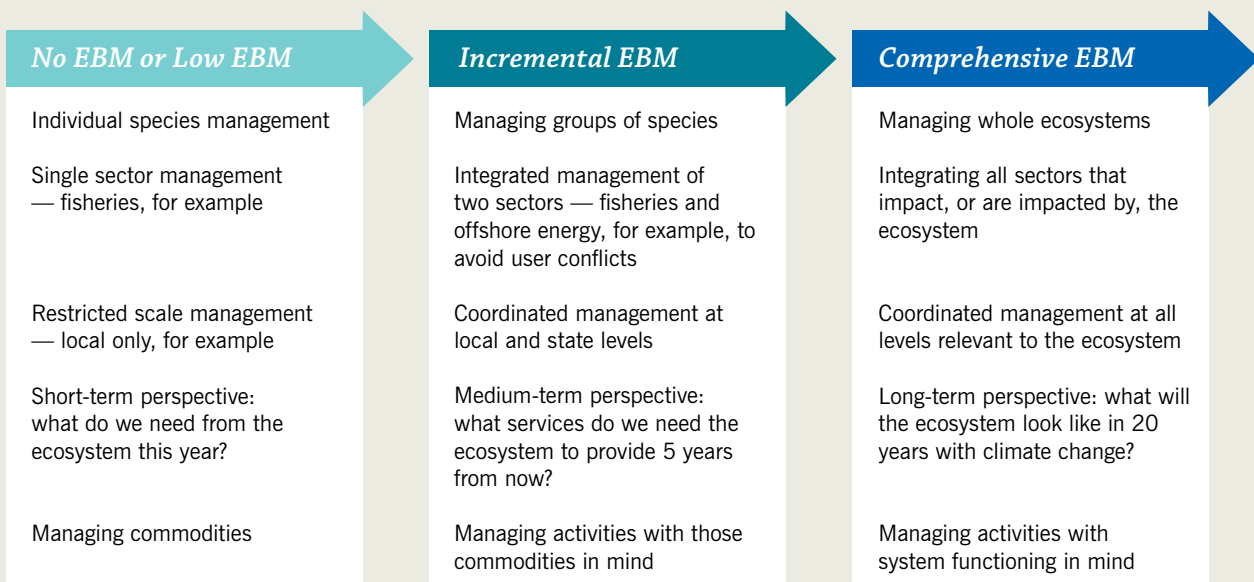 No EBM or Low EBM
Individual species management
Single sector management
— fisheries, for example
Restricted scale management
— local only, for example
Short-term perspective:
what do we need from the
ecosystem this year?
Managing commodities
Incremental EBM
Managing groups of species
Integrated management of
two sectors — fisheries and
offshore energy, for example, to
avoid user conflicts
Coordinated management at
local and state levels
Medium-term perspective:
what services do we need the
ecosystem to provide 5 years
from now?
Managing activities with those
commodities in mind
Comprehensive EBM
Managing whole ecosystems
Integrating all sectors that
impact, or are impacted by, the
ecosystem
Coordinated management at all
levels relevant to the ecosystem
Long-term perspective: what will
the ecosystem look like in 20
years with climate change?
Managing activities with
system functioning in mind